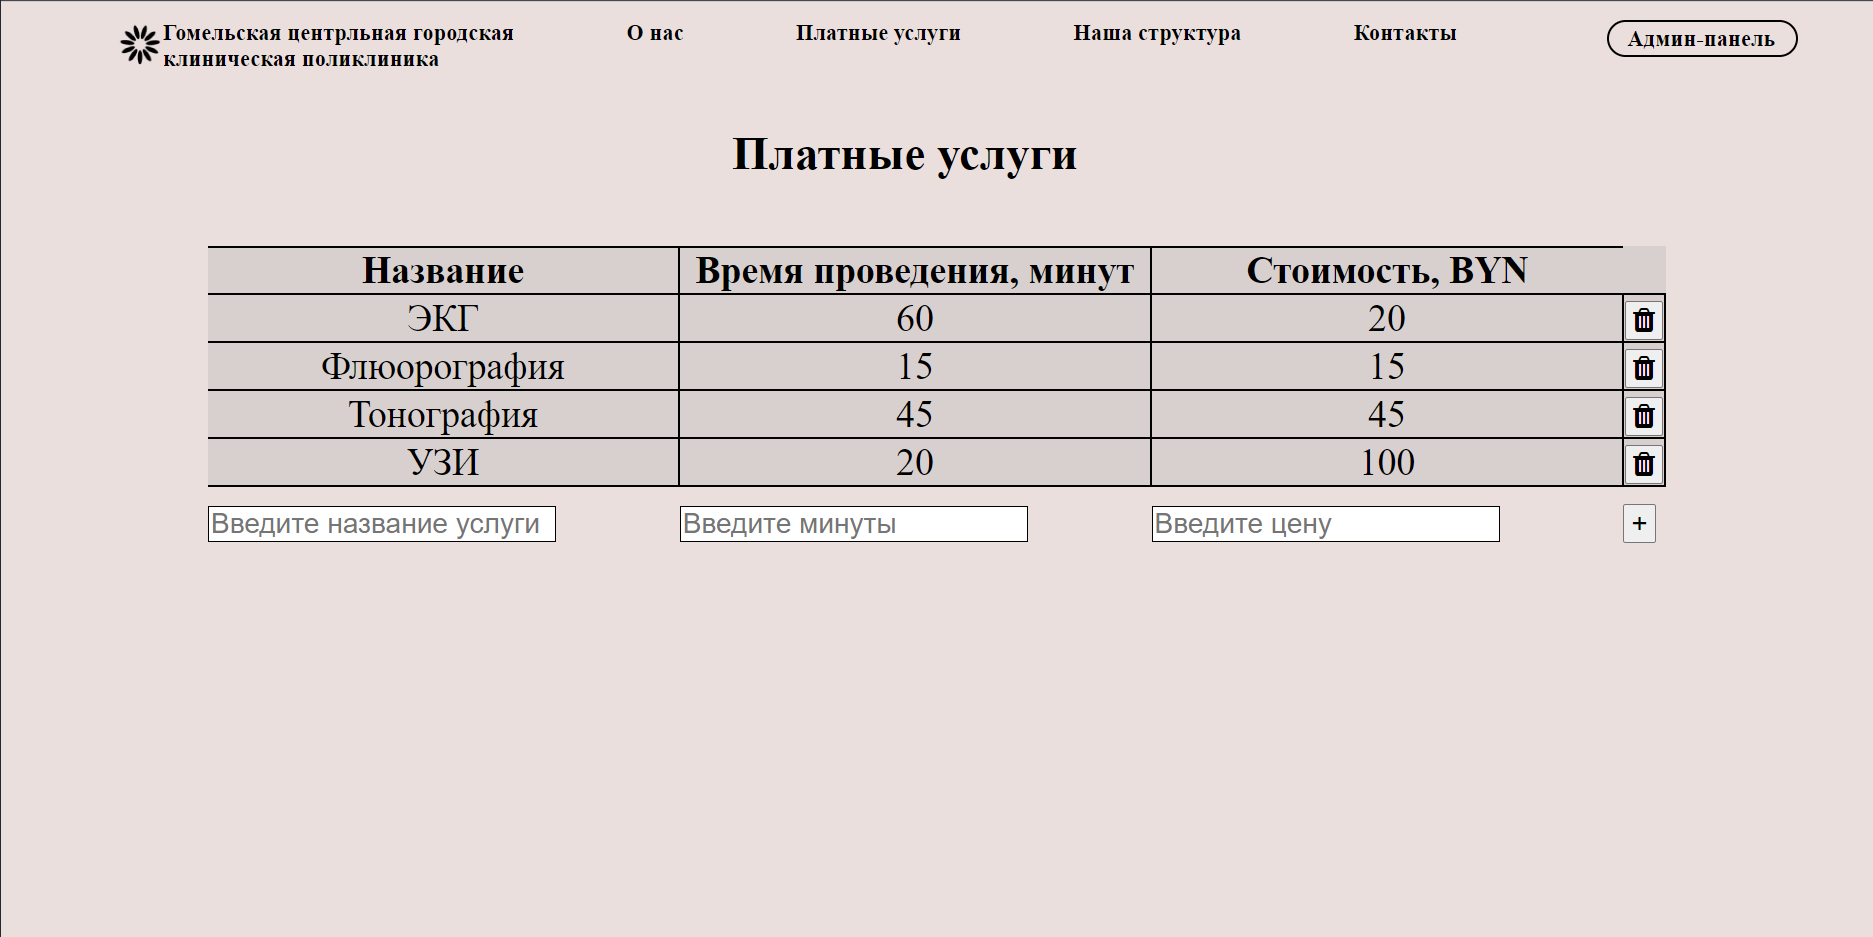 Гомельская центрльная городская
клиническая поликлиника
О нас
Платные услуги
Наша структура
Контакты
Админ-панель
Платные услуги
Название Время проведения, минут Стоимость, BYN
ЭКГ 60 20
Флюорография 15 15
Тонография 45 45
УЗИ 20 100
Введите название услуги Введите минуты Введите цену +